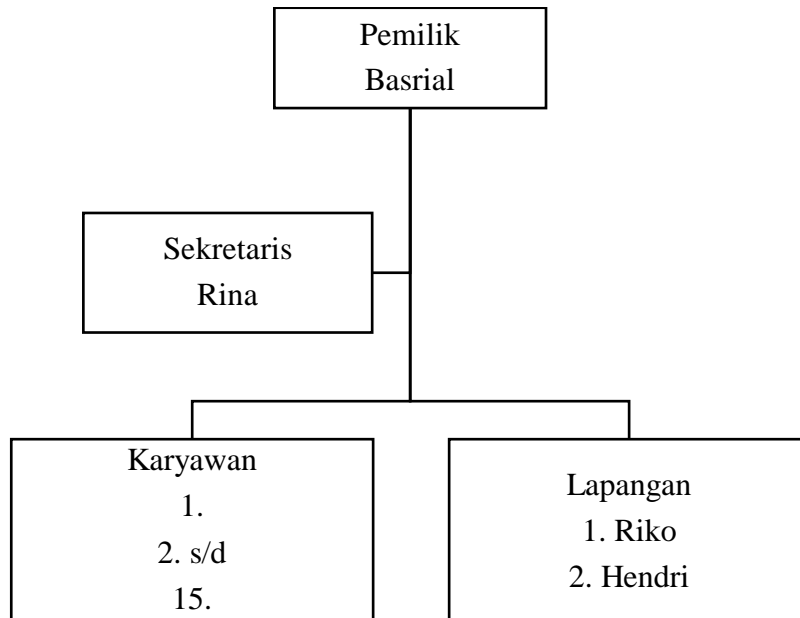 Pemilik
Basrial
Sekretaris
Rina
Karyawan
1.
2. s/d
15.
Lapangan
1. Riko
2. Hendri